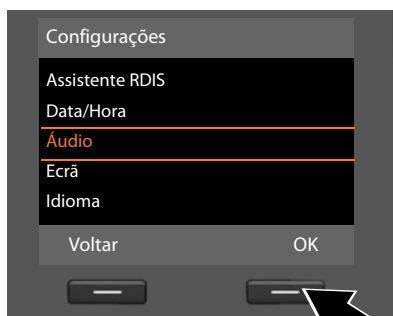 Configurações
Assistente RDIS
Data/Hora
Áudio
Ecrã
Idioma
Voltar OK